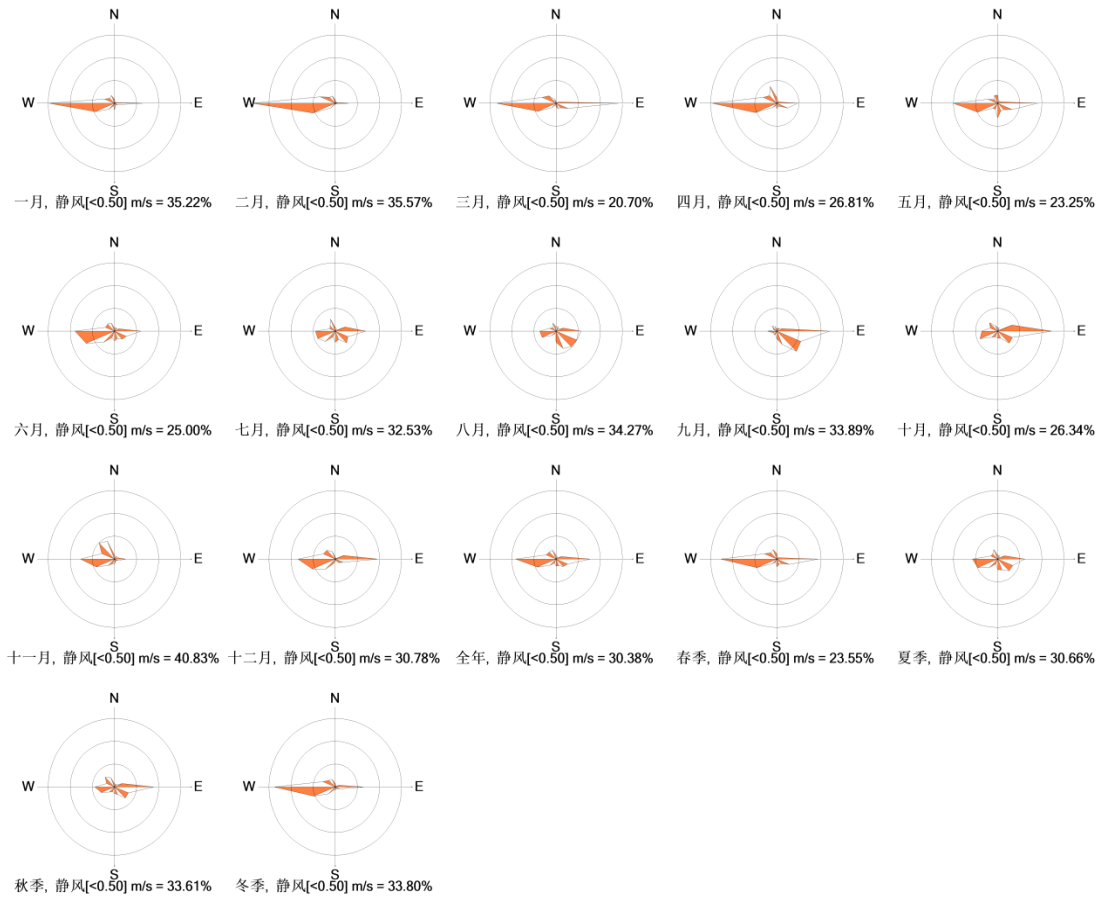 N N N N N
W E W E W E W E W E
S S S S S
一月, 静风[<0.50] m/s = 35.22% 二月, 静风[<0.50] m/s = 35.57% 三月, 静风[<0.50] m/s = 20.70% 四月, 静风[<0.50] m/s = 26.81% 五月, 静风[<0.50] m/s = 23.25%
N N N N N
W E W E W E W E W E
S S S S S
六月, 静风[<0.50] m/s = 25.00% 七月, 静风[<0.50] m/s = 32.53% 八月, 静风[<0.50] m/s = 34.27% 九月, 静风[<0.50] m/s = 33.89% 十月, 静风[<0.50] m/s = 26.34%
N N N N N
W E W E W E W E W E
S S S S S
十一月, 静风[<0.50] m/s = 40.83% 十二月, 静风[<0.50] m/s = 30.78% 全年, 静风[<0.50] m/s = 30.38% 春季, 静风[<0.50] m/s = 23.55% 夏季, 静风[<0.50] m/s = 30.66%
N N
W E W E
S S
秋季, 静风[<0.50] m/s = 33.61% 冬季, 静风[<0.50] m/s = 33.80%